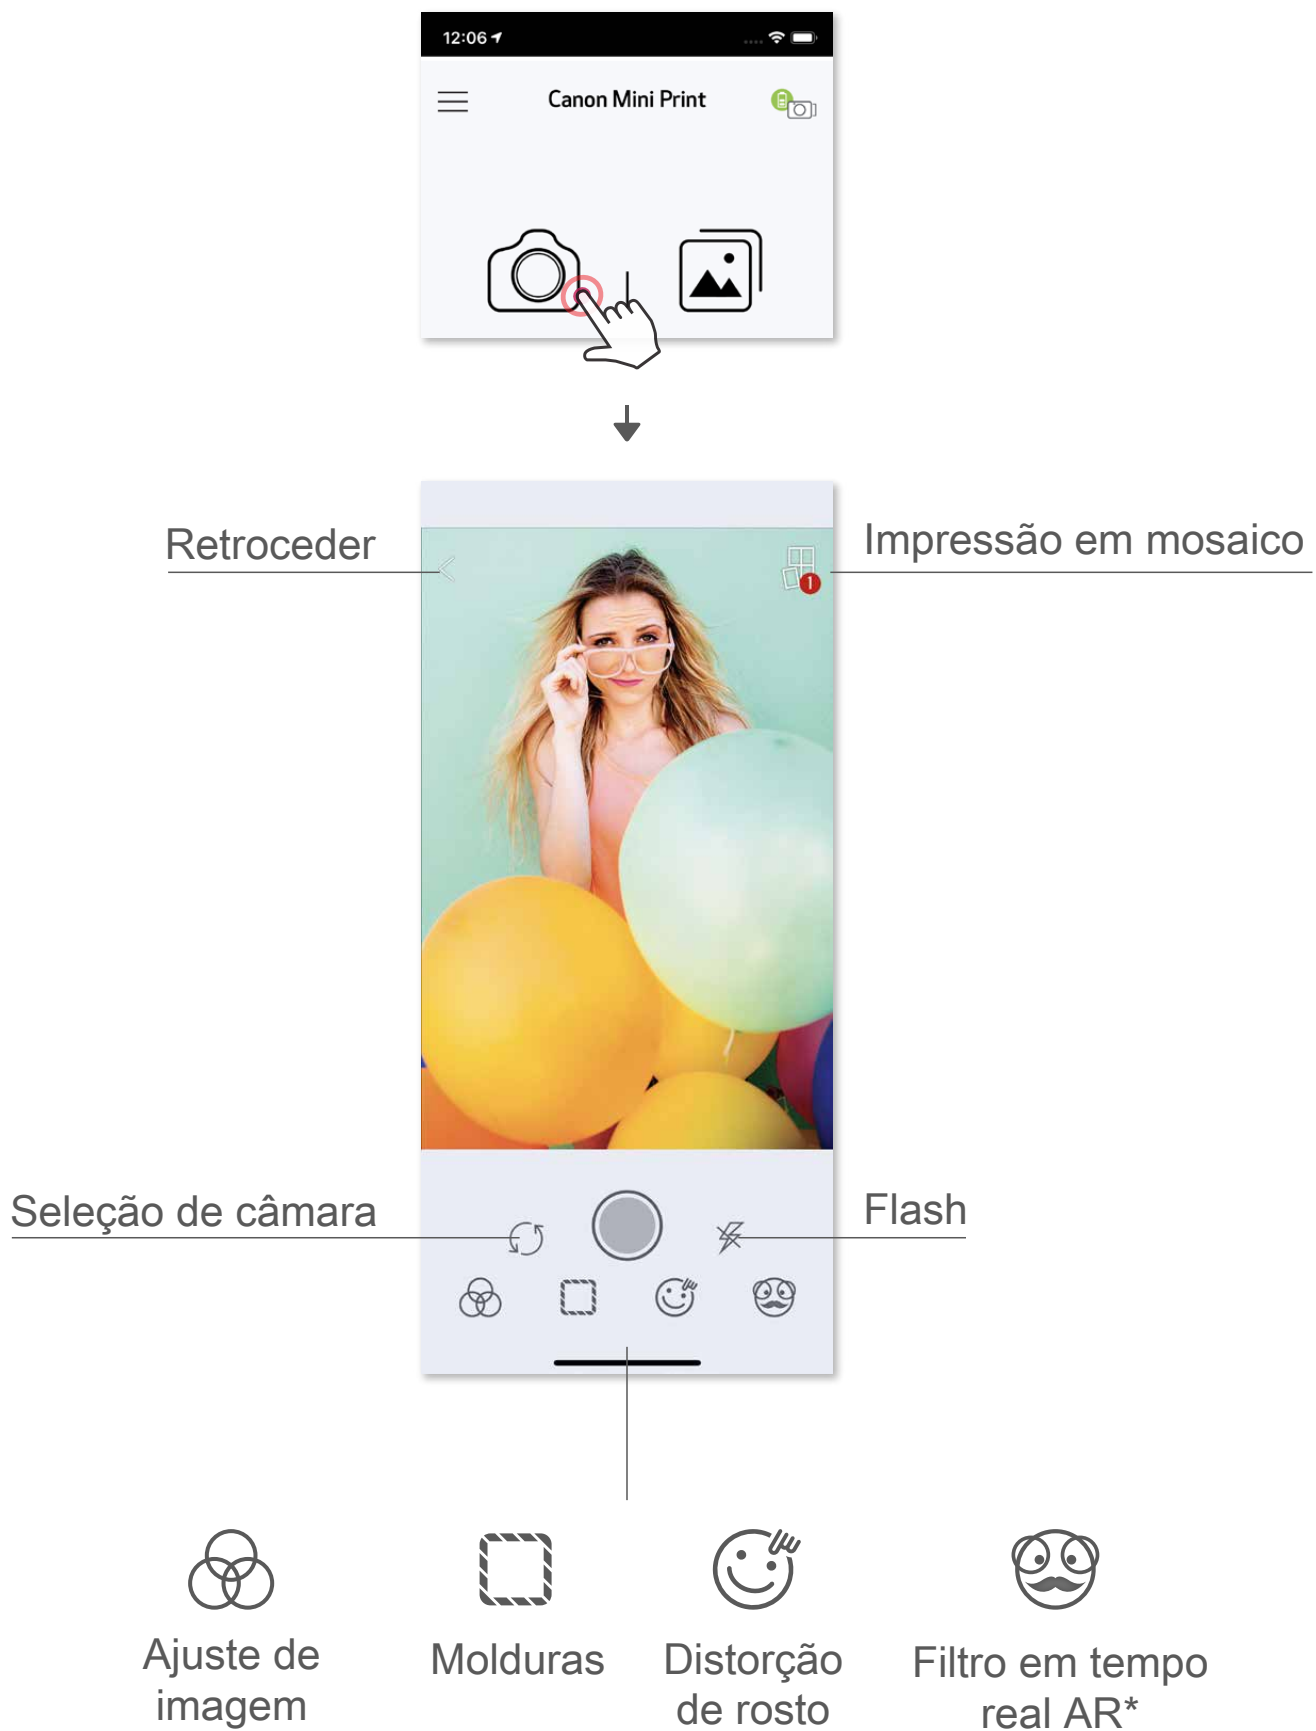 12:06
Canon Mini Print
Retroceder
Impressão em mosaico
1
Seleção de câmara
Flash
Ajuste de
imagem
Molduras
Distorção
de rosto
Filtro em tempo
real AR*